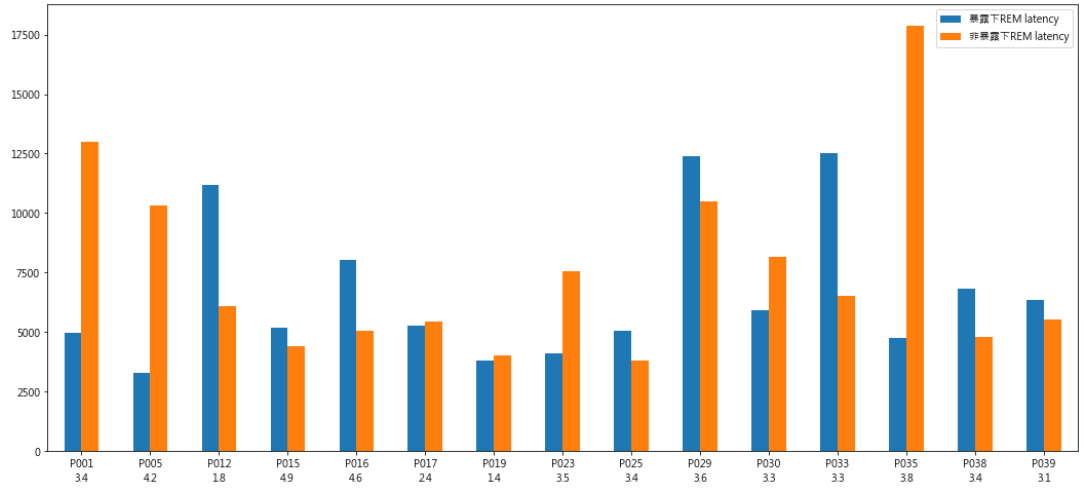 暴露下REM latency
非暴露下REM latency
17500
15000
12500
10000
7500
5000
2500
0
P001 P005 P012 P015 P016 P017 P019 P023 P025 P029 P030 P033 P035 P038 P039
3.4 4.2 1.8 4.9 4.6 2.4 1.4 3.5 3.4 3.6 3.3 3.3 3.8 3.4 3.1